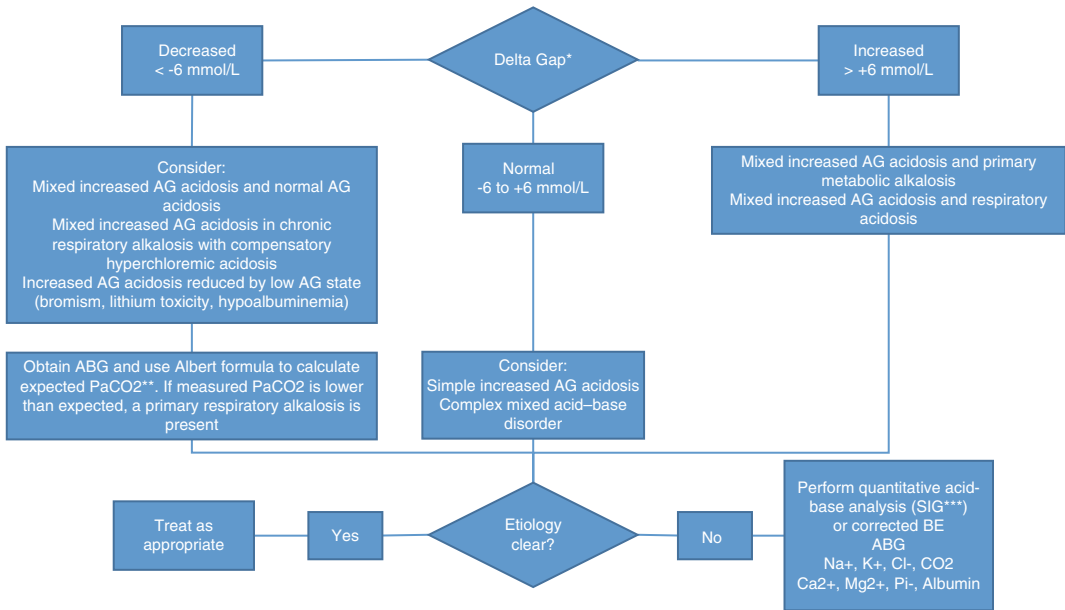 Decreased
< -6 mmol/L
Delta Gap*
Increased
> +6 mmol/L
Consider:
Mixed increased AG acidosis and normal AG
acidosis
Mixed increased AG acidosis in chronic
respiratory alkalosis with compensatory
hyperchloremic acidosis
Increased AG acidosis reduced by low AG state
(bromism, lithium toxicity, hypoalbuminemia)
Normal
-6 to +6 mmol/L
Mixed increased AG acidosis and primary
metabolic alkalosis
Mixed increased AG acidosis and respiratory
acidosis
Obtain ABG and use Albert formula to calculate
expected PaCO2**. If measured PaCO2 is lower
than expected, a primary respiratory alkalosis is
present
Consider:
Simple increased AG acidosis
Complex mixed acid–base
disorder
Treat as
appropriate
Yes
Etiology
clear?
No
Perform quantitative acid-
base analysis (SIG***)
or corrected BE
ABG
Na+, K+, Cl-, CO2
Ca2+, Mg2+, Pi-, Albumin